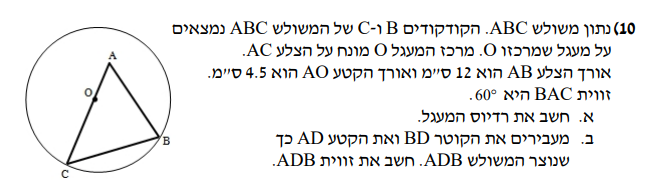 10) נתון משולש ABC. הקודקודים B ו-C של המשולש ABC נמצאים
על מעגל שמרכזו O. מרכז המעגל O מונח על הצלע AC.
אורך הצלע AB הוא 12 ס״מ ואורך הקטע AO הוא 4.5 ס״מ.
זווית BAC היא 60°.
א. חשב את רדיוס המעגל.
ב. מעבירים את הקוטר BD ואת הקטע AD כך
שנוצר המשולש ADB. חשב את זווית ADB.
A
O
B
C